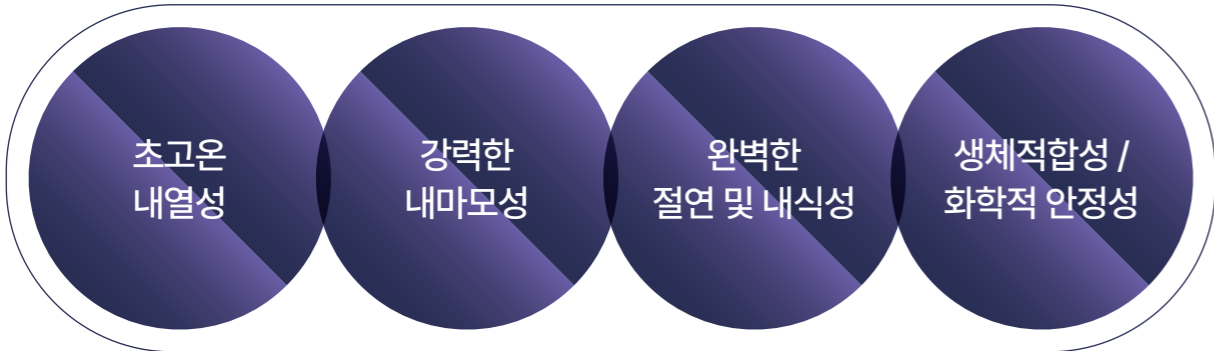 초고온
내열성
강력한
내마모성
완벽한
절연 및 내식성
생체적합성 /
화학적 안정성